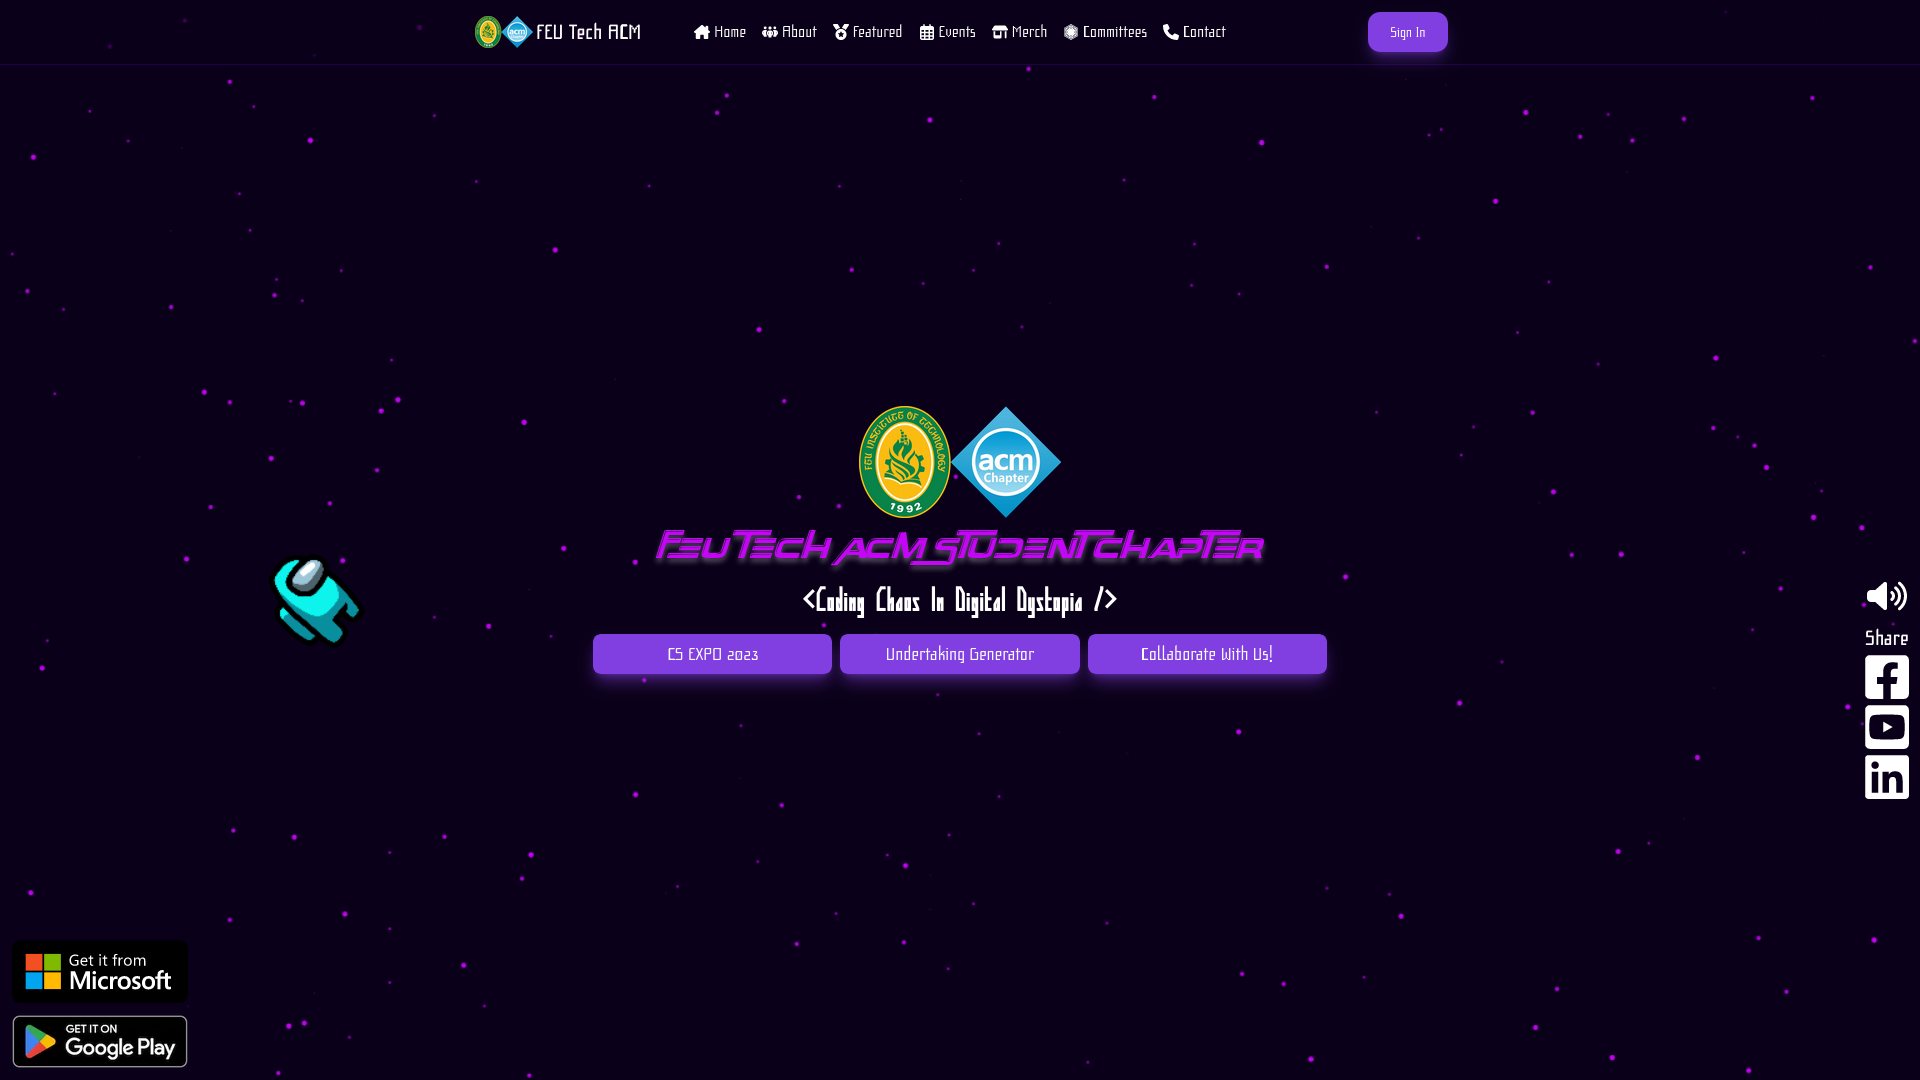 FEU Tech ACM
Home
About
Featured
Events
Merch
Committees
Contact
Sign In
FEU INSTITUTE OF TECHNOLOGY
1992
acm
Chapter
FEU TECH ACM STUDENT CHAPTER
<Coding Chaos In Digital Dystopia />
CS EXPO 2023
Undertaking Generator
Collaborate With Us!
Share
Get it from
Microsoft
GET IT ON
Google Play